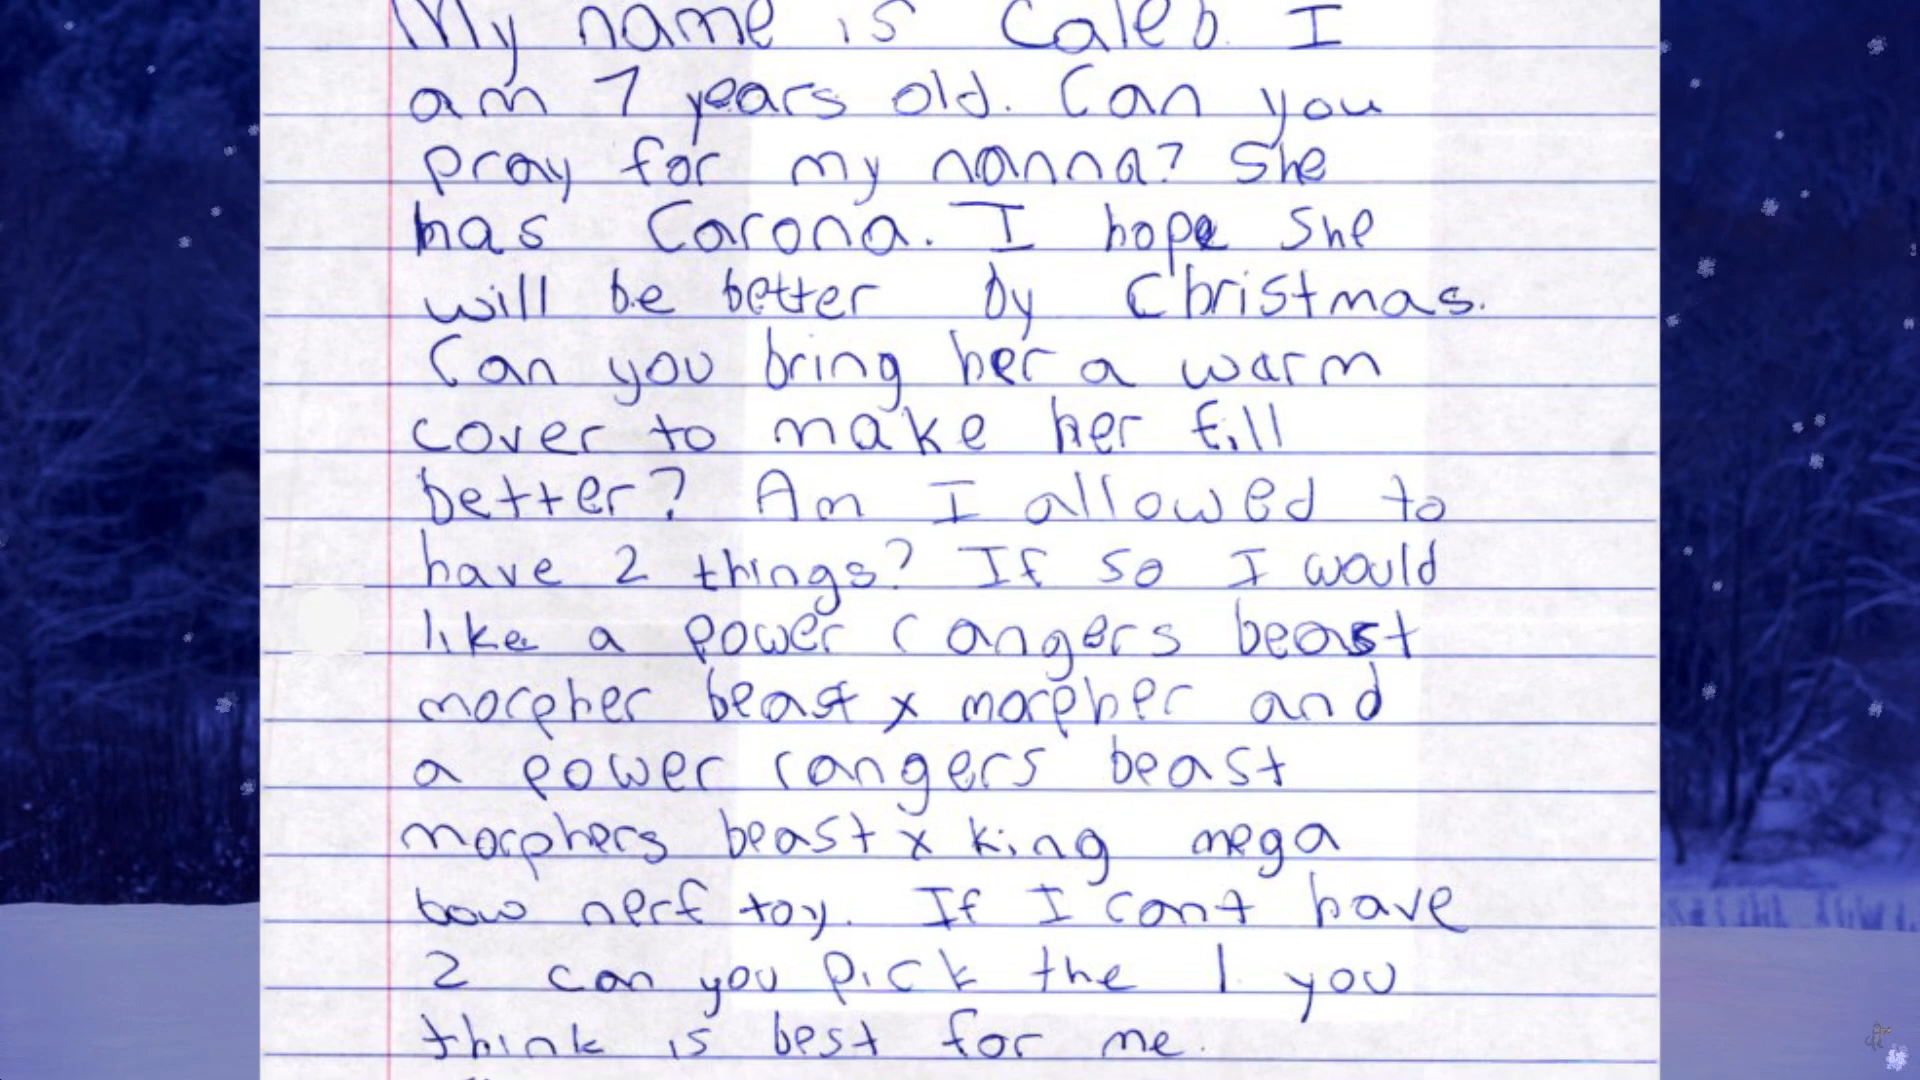 My name is Caleb. I
am 7 years old. Can you
pray for my nanna? She
has Carona. I hope she
will be better by Christmas.
Can you bring her a warm
cover to make her fill
better? Am I allowed to
have 2 things? If so I would
like a power rangers beast
morpher beast x morpher and
a power rangers beast
morphers beast x king mega
bow nerf toy. If I cant have
2 can you pick the 1 you
think is best for me.